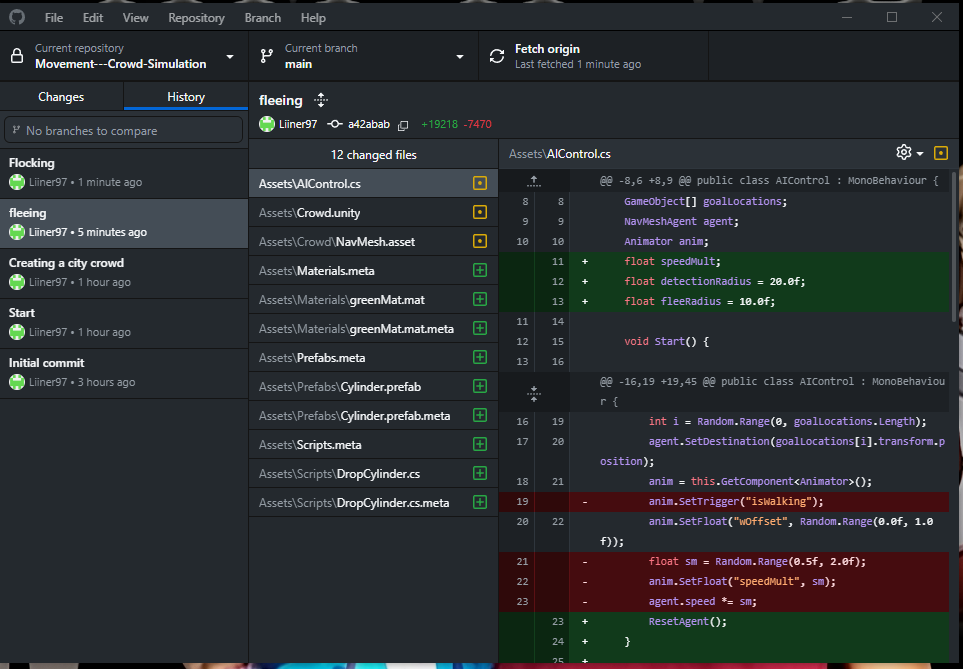 File Edit View Repository Branch Help
Current repository
Movement---Crowd-Simulation
Current branch
main
Fetch origin
Last fetched 1 minute ago
Changes History
No branches to compare
Flocking
Liiner97 • 1 minute ago
fleeing
Liiner97 • 5 minutes ago
Creating a city crowd
Liiner97 • 1 hour ago
Start
Liiner97 • 1 hour ago
Initial commit
Liiner97 • 3 hours ago
fleeing
Liiner97 a42abab +19218 -7470
12 changed files
Assets\AIControl.cs
Assets\Crowd.unity
Assets\Crowd\NavMesh.asset
Assets\Materials.meta
Assets\Materials\greenMat.mat
Assets\Materials\greenMat.mat.meta
Assets\Prefabs.meta
Assets\Prefabs\Cylinder.prefab
Assets\Prefabs\Cylinder.prefab.meta
Assets\Scripts.meta
Assets\Scripts\DropCylinder.cs
Assets\Scripts\DropCylinder.cs.meta
Assets\AIControl.cs
@@ -8,6 +8,9 @@ public class AIControl : MonoBehaviour {
8 8 GameObject[] goalLocations;
9 9 NavMeshAgent agent;
10 10 Animator anim;
11 + float speedMult;
12 + float detectionRadius = 20.0f;
13 + float fleeRadius = 10.0f;
11 14
12 15 void Start() {
13 16
@@ -16,19 +19,45 @@ public class AIControl : MonoBehaviou
r {
16 19 int i = Random.Range(0, goalLocations.Length);
17 20 agent.SetDestination(goalLocations[i].transform.p
osition);
18 21 anim = this.GetComponent<Animator>();
19 - anim.SetTrigger("isWalking");
20 22 anim.SetFloat("wOffset", Random.Range(0.0f, 1.0
f));
21 - float sm = Random.Range(0.5f, 2.0f);
22 - anim.SetFloat("speedMult", sm);
23 - agent.speed *= sm;
23 + ResetAgent();
24 + }
25 +